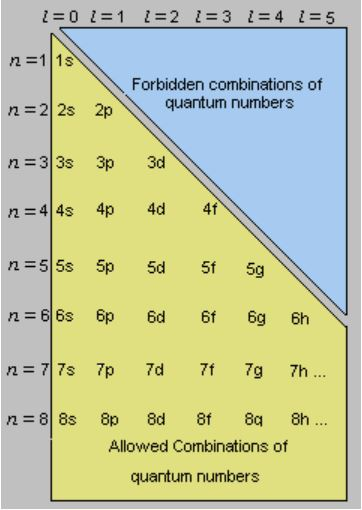 l = 0 l = 1 l = 2 l = 3 l = 4 l = 5
n = 1 1s
Forbidden combinations of
quantum numbers
n = 2 2s 2p
n = 3 3s 3p 3d
n = 4 4s 4p 4d 4f
n = 5 5s 5p 5d 5f 5g
n = 6 6s 6p 6d 6f 6g 6h
n = 7 7s 7p 7d 7f 7g 7h ...
n = 8 8s 8p 8d 8f 8q 8h ...
Allowed Combinations of
quantum numbers